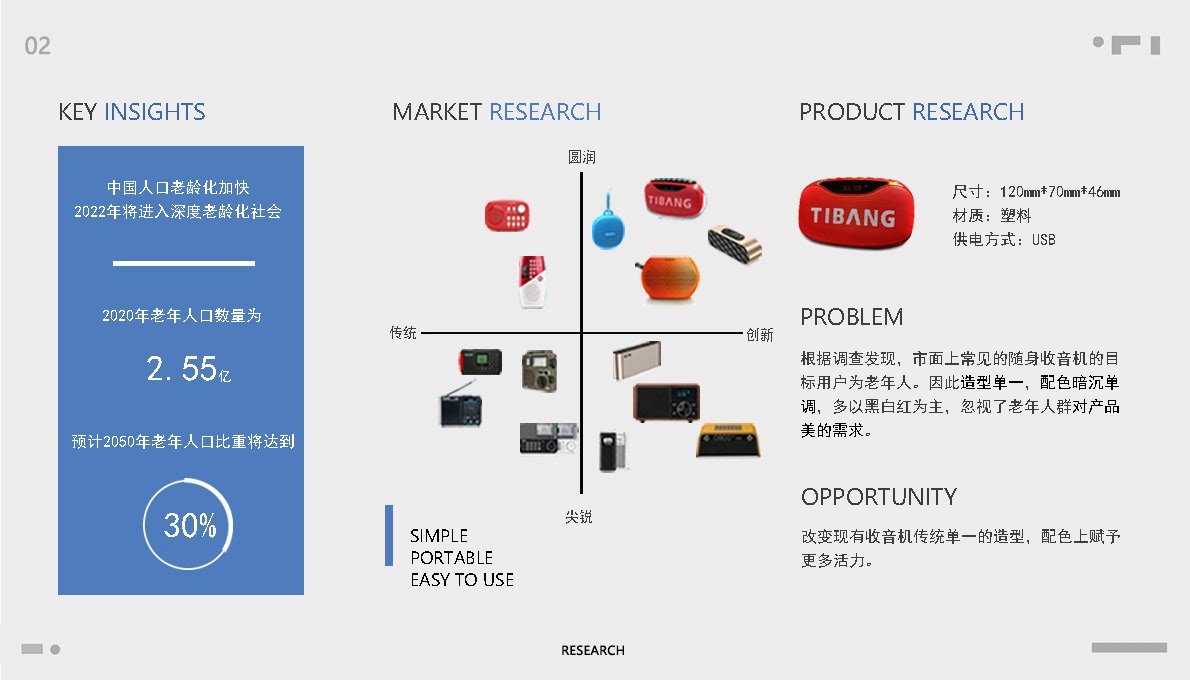 02
KEY INSIGHTS
中国人口老龄化加快
2022年将进入深度老龄化社会
2020年老年人口数量为
2.55亿
预计2050年老年人口比重将达到
30%
MARKET RESEARCH
圆润
TIBANG
传统
创新
尖锐
SIMPLE
PORTABLE
EASY TO USE
PRODUCT RESEARCH
TIBANG
尺寸：120mm*70mm*46mm
材质：塑料
供电方式：USB
PROBLEM
根据调查发现，市面上常见的随身收音机的目
标用户为老年人。因此造型单一，配色暗沉单
调，多以黑白红为主，忽视了老年人群对产品
美的需求。
OPPORTUNITY
改变现有收音机传统单一的造型，配色上赋予
更多活力。
RESEARCH